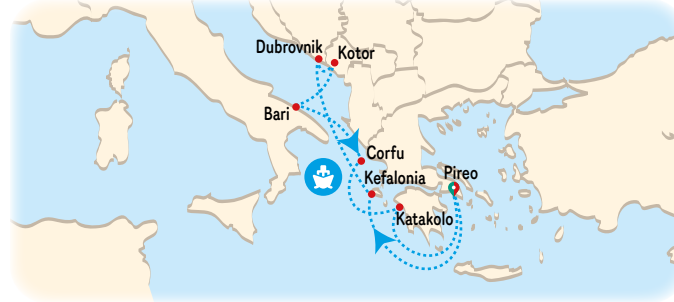 Dubrovnik
Kotor
Bari
Corfu
Kefalonia
Pireo
Katakolo